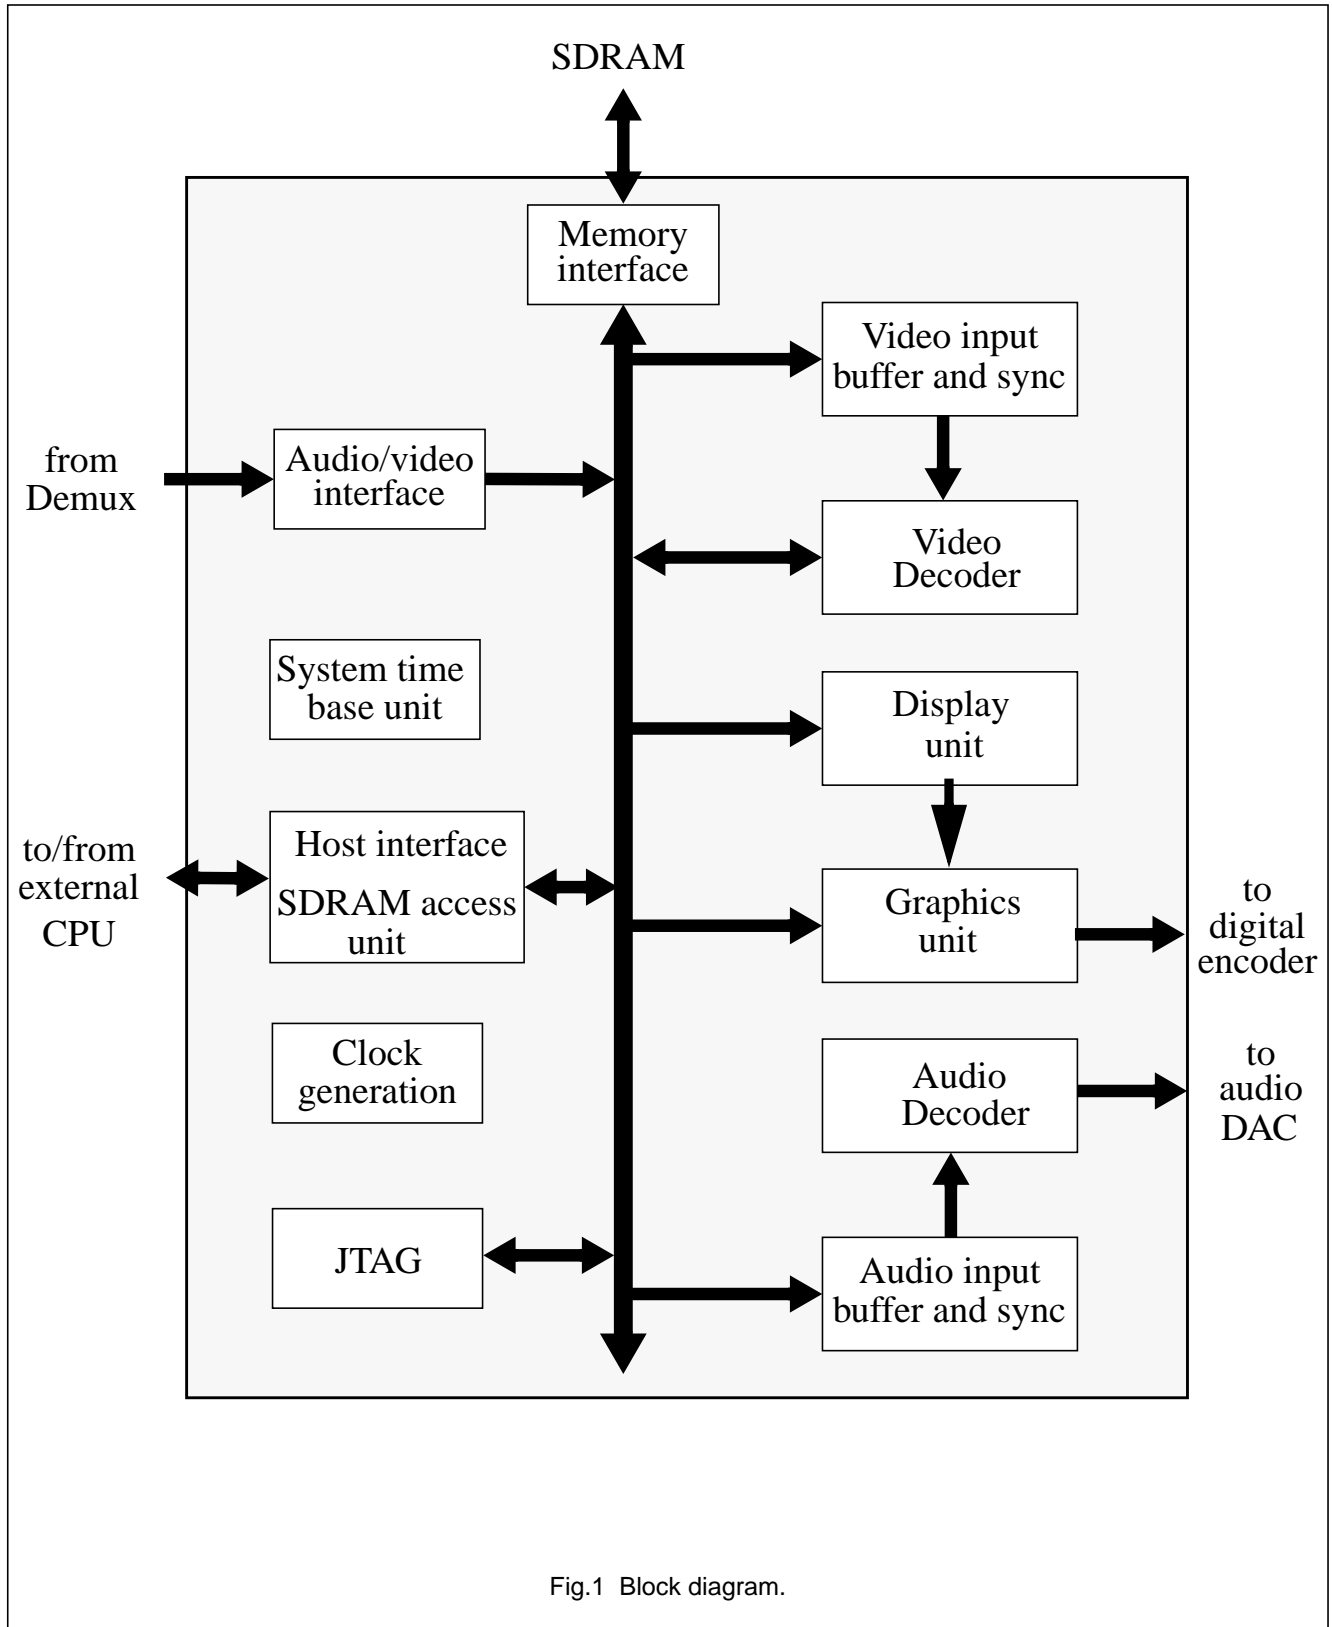 SDRAM
Memory
interface
Video input
buffer and sync
from
Demux
Audio/video
interface
Video
Decoder
System time
base unit
Display
unit
to/from
external
CPU
Host interface
SDRAM access
unit
Graphics
unit
to
digital
encoder
Clock
generation
Audio
Decoder
to
audio
DAC
JTAG
Audio input
buffer and sync
Fig.1 Block diagram.